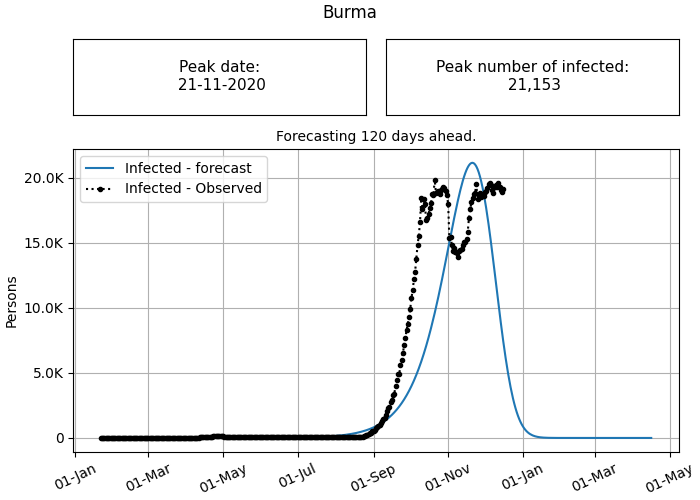 Burma
Peak date:
21-11-2020
Peak number of infected:
21,153
Forecasting 120 days ahead.
Infected - forecast
Infected - Observed
Persons
20.0K
15.0K
10.0K
5.0K
0
01-Jan
01-Mar
01-May
01-Jul
01-Sep
01-Nov
01-Jan
01-Mar
01-May